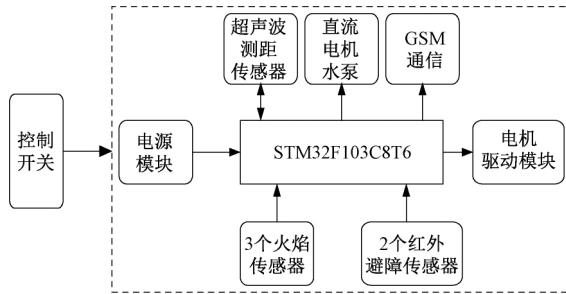 超声波
测距
传感器
直流
电机
水泵
GSM
通信
控制
开关
电源
模块
STM32F103C8T6
电机
驱动模块
3个火焰
传感器
2个红外
避障传感器